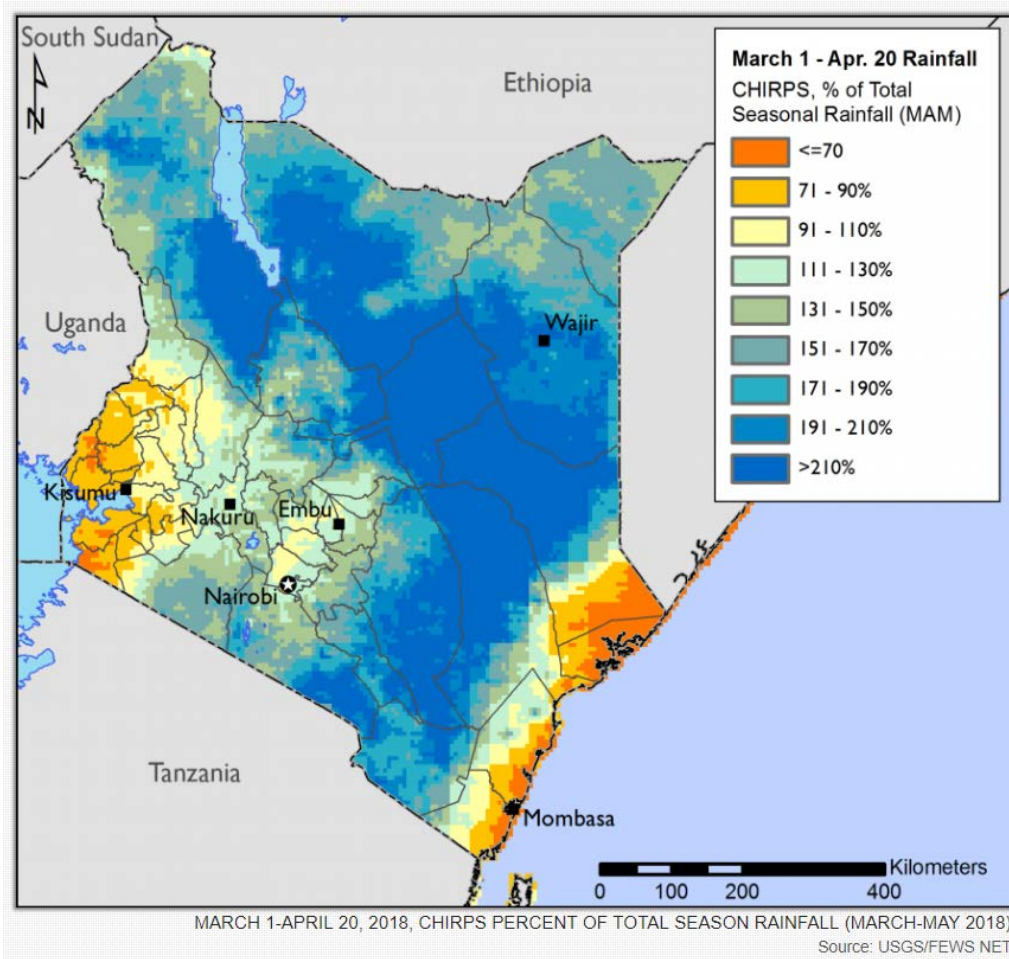 South Sudan
N
Ethiopia
March 1 - Apr. 20 Rainfall
CHIRPS, % of Total
Seasonal Rainfall (MAM)
<=70
71 - 90%
91 - 110%
111 - 130%
131 - 150%
151 - 170%
171 - 190%
191 - 210%
>210%
Uganda
Wajir
Kisumu
Nakuru
Embu
Nairobi
Tanzania
Mombasa
Kilometers
0 100 200 400
MARCH 1-APRIL 20, 2018, CHIRPS PERCENT OF TOTAL SEASON RAINFALL (MARCH-MAY 2018)
Source: USGS/FEWS NET